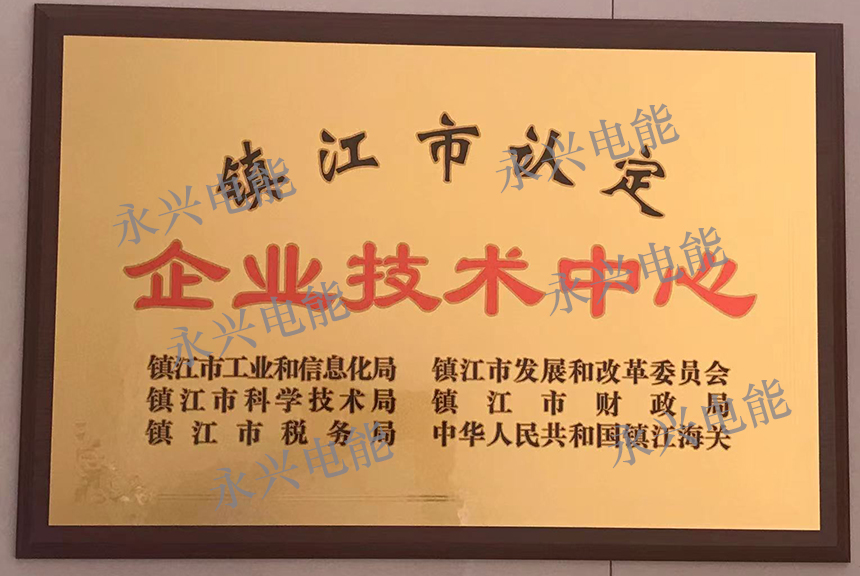 镇江市认定
企业技术中心
镇江市工业和信息化局 镇江市发展和改革委员会
镇江市科学技术局 镇江市财政局
镇江市税务局 中华人民共和国镇江海关
永兴电能
永兴电能
永兴电能
永兴电能
永兴电能
永兴电能